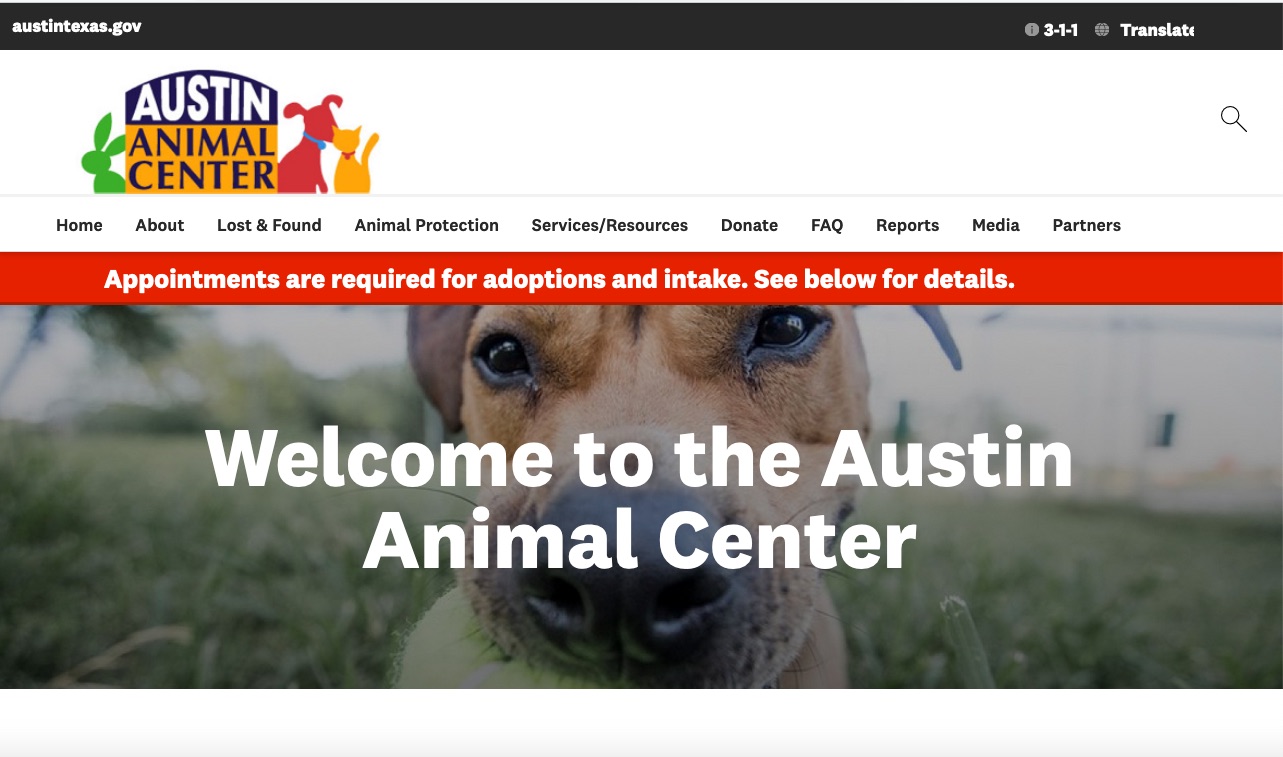 austintexas.gov
3-1-1 Translate
AUSTIN
ANIMAL
CENTER
Home About Lost & Found Animal Protection Services/Resources Donate FAQ Reports Media Partners
Appointments are required for adoptions and intake. See below for details.
Welcome to the Austin
Animal Center